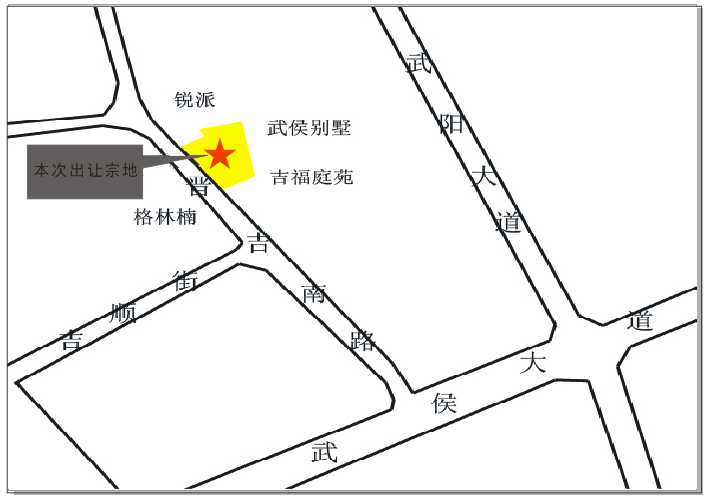 锐派
武侯别墅
本次出让宗地
吉福庭苑
格林楠
晋吉南路
吉顺街
武阳大道
武侯大道